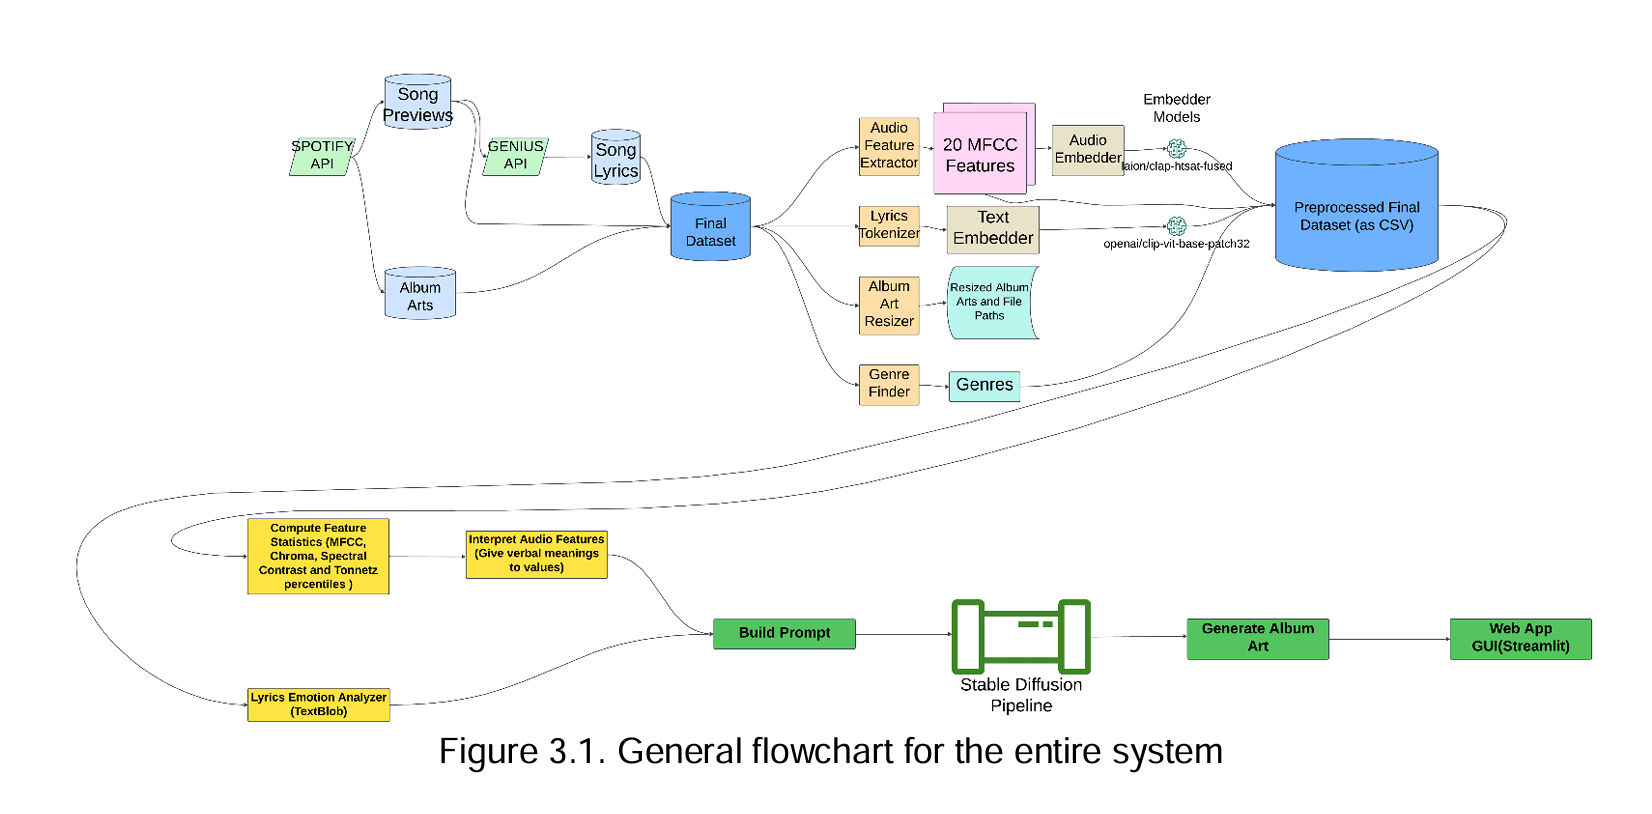 Song
Previews
SPOTIFY
API
GENIUS
API
Song
Lyrics
Album
Arts
Final
Dataset
Audio
Feature
Extractor
20 MFCC
Features
Audio
Embedder
Embedder
Models
laion/clap-htsat-fused
Lyrics
Tokenizer
Text
Embedder
openai/clip-vit-base-patch32
Album
Art
Resizer
Resized Album
Arts and File
Paths
Genre
Finder
Genres
Preprocessed Final
Dataset (as CSV)
Compute Feature
Statistics (MFCC,
Chroma, Spectral
Contrast and Tonnetz
percentiles )
Interpret Audio Features
(Give verbal meanings
to values)
Lyrics Emotion Analyzer
(TextBlob)
Build Prompt
Stable Diffusion
Pipeline
Generate Album
Art
Web App
GUI(Streamlit)
Figure 3.1. General flowchart for the entire system